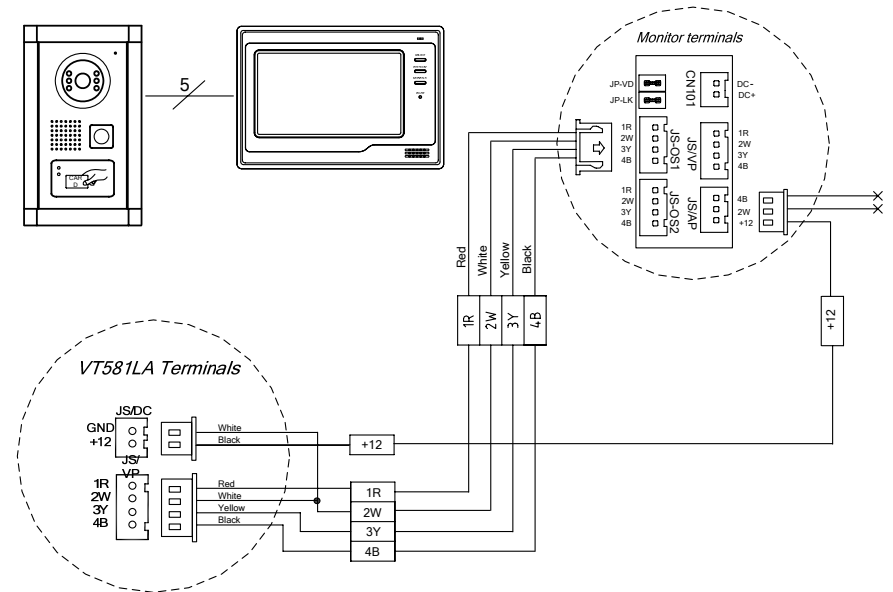 5
CAR
D
Monitor terminals
JP-VD
JP-LK
CN101
DC-
DC+
1R
2W
3Y
4B
JS-OS1
JS/VP
1R
2W
3Y
4B
1R
2W
3Y
4B
JS-OS2
JS/AP
4B
2W
+12
Red
White
Yellow
Black
1R
2W
3Y
4B
+12
VT581LA Terminals
JS/DC
GND
+12
White
Black
+12
JS/
VP
1R
2W
3Y
4B
Red
White
Yellow
Black
1R
2W
3Y
4B